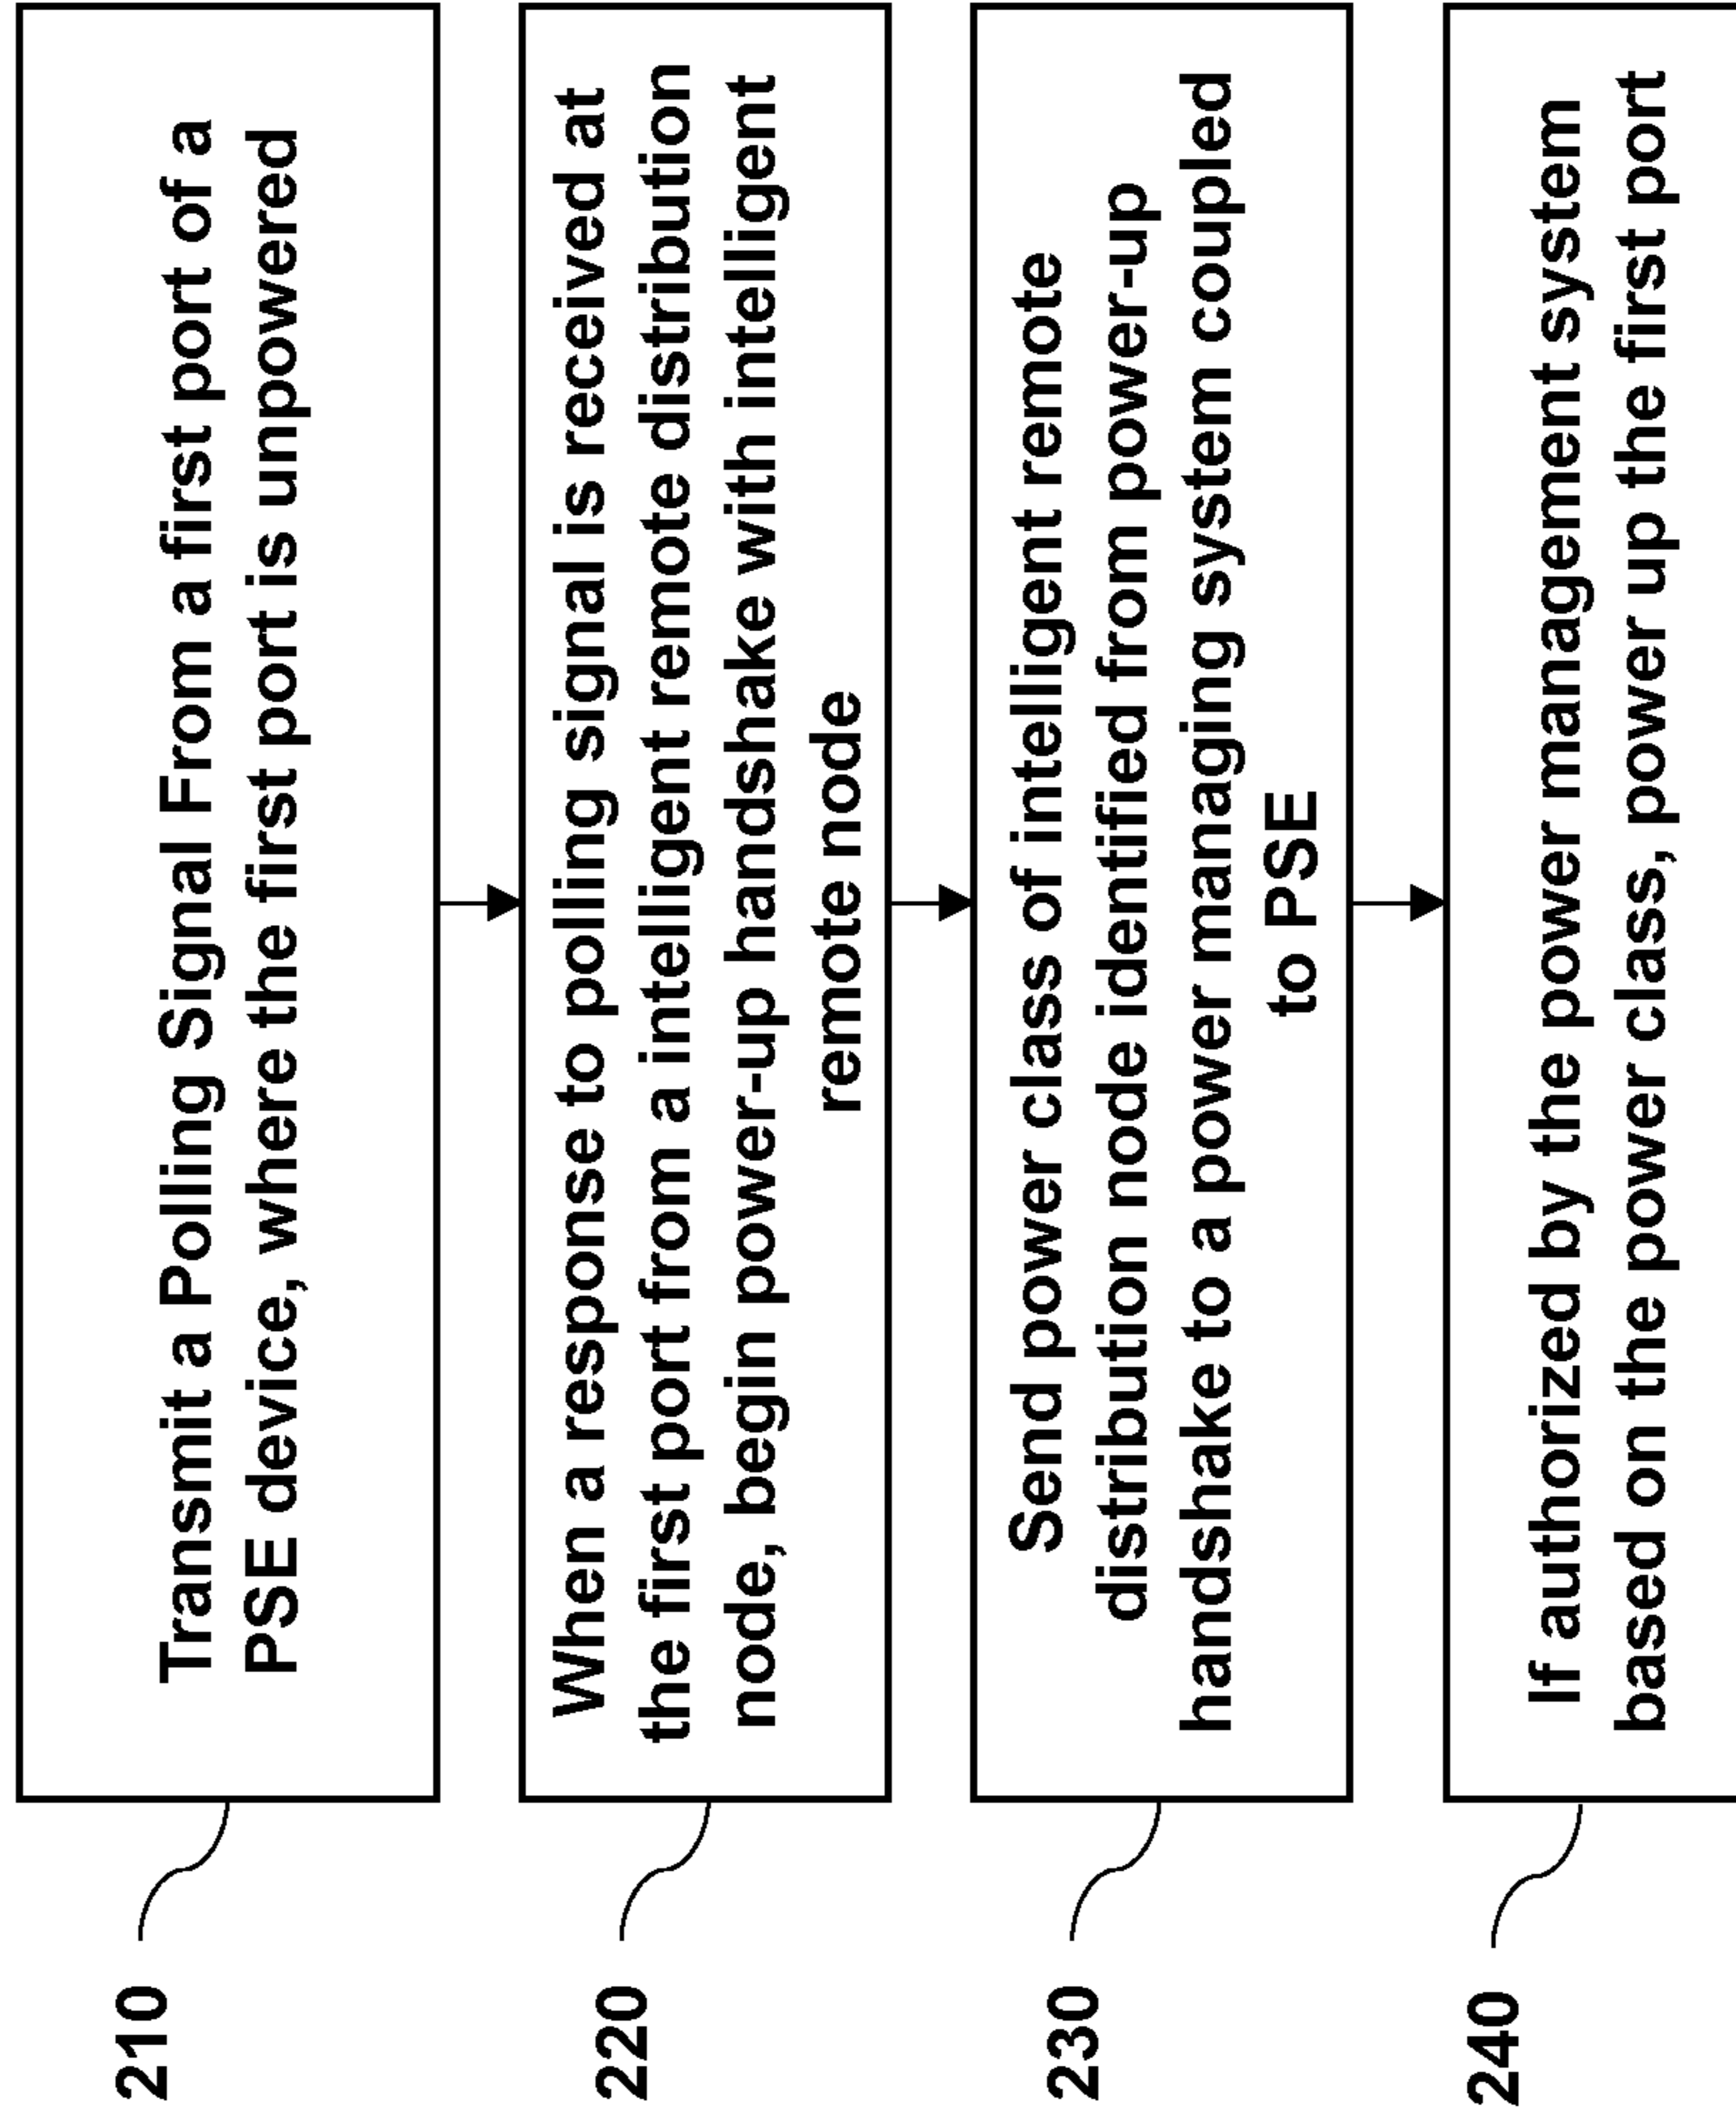 210
Transmit a Polling Signal From a first port of a
PSE device, where the first port is unpowered
220
When a response to polling signal is received at
the first port from a intelligent remote distribution
node, begin power-up handshake with intelligent
remote node
230
Send power class of intelligent remote
distribution node identified from power-up
handshake to a power managing system coupled
to PSE
240
If authorized by the power management system
based on the power class, power up the first port